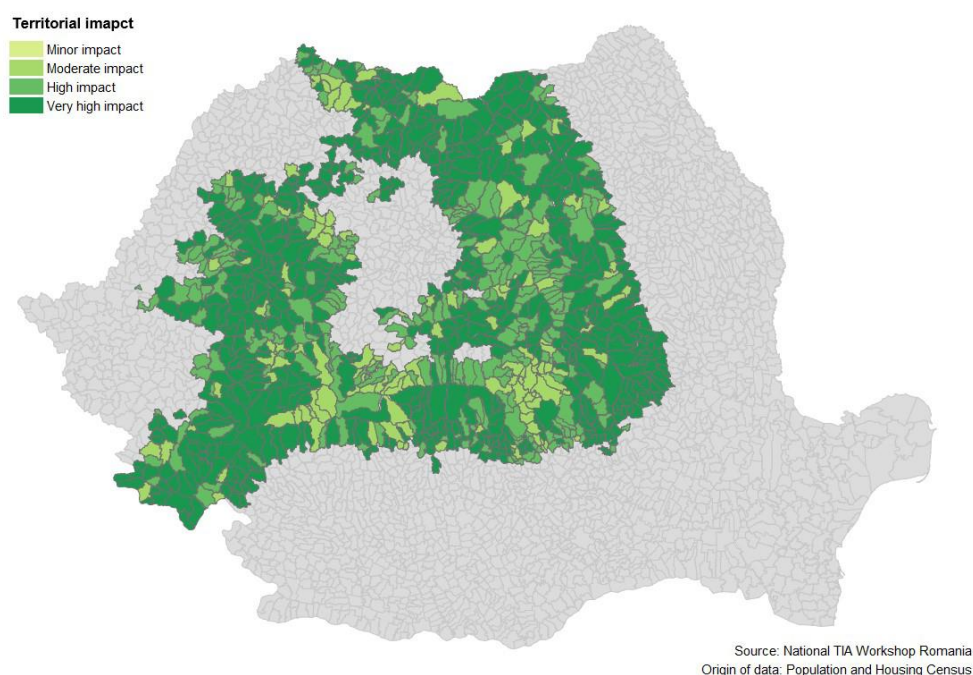 Territorial imapct
Minor impact
Moderate impact
High impact
Very high impact
Source: National TIA Workshop Romania
Origin of data: Population and Housing Census